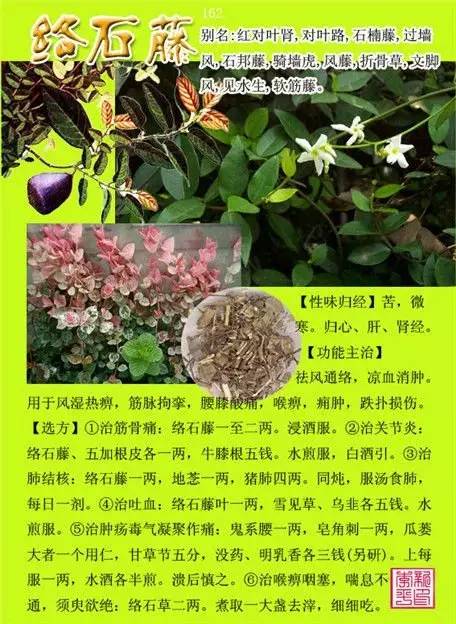 162
络石藤
别名:红对叶肾,对叶路,石楠藤,过墙
风,石邦藤,骑墙虎,风藤,折骨草,文脚
风,见水生,软筋藤。
【性味归经】苦，微
寒。归心、肝、肾经。
【功能主治】
祛风通络，凉血消肿。
用于风湿热痹，筋脉拘挛，腰膝酸痛，喉痹，痈肿，跌扑损伤。
【选方】①治筋骨痛：络石藤一至二两。浸酒服。②治关节炎：
络石藤、五加根皮各一两，牛膝根五钱。水煎服，白酒引。③治
肺结核：络石藤一两，地菍一两，猪肺四两。同炖，服汤食肺，
每日一剂。④治吐血：络石藤叶一两，雪见草、乌韭各五钱。水
煎服。⑤治肿疡毒气凝聚作痛：鬼系腰一两，皂角刺一两，瓜蒌
大者一个用仁，甘草节五分，没药、明乳香各三钱(另研)。上每
服一两，水酒各半煎。溃后慎之。⑥治喉痹咽塞，喘息不
通，须臾欲绝：络石草二两。煮取一大盏去滓，细细吃。